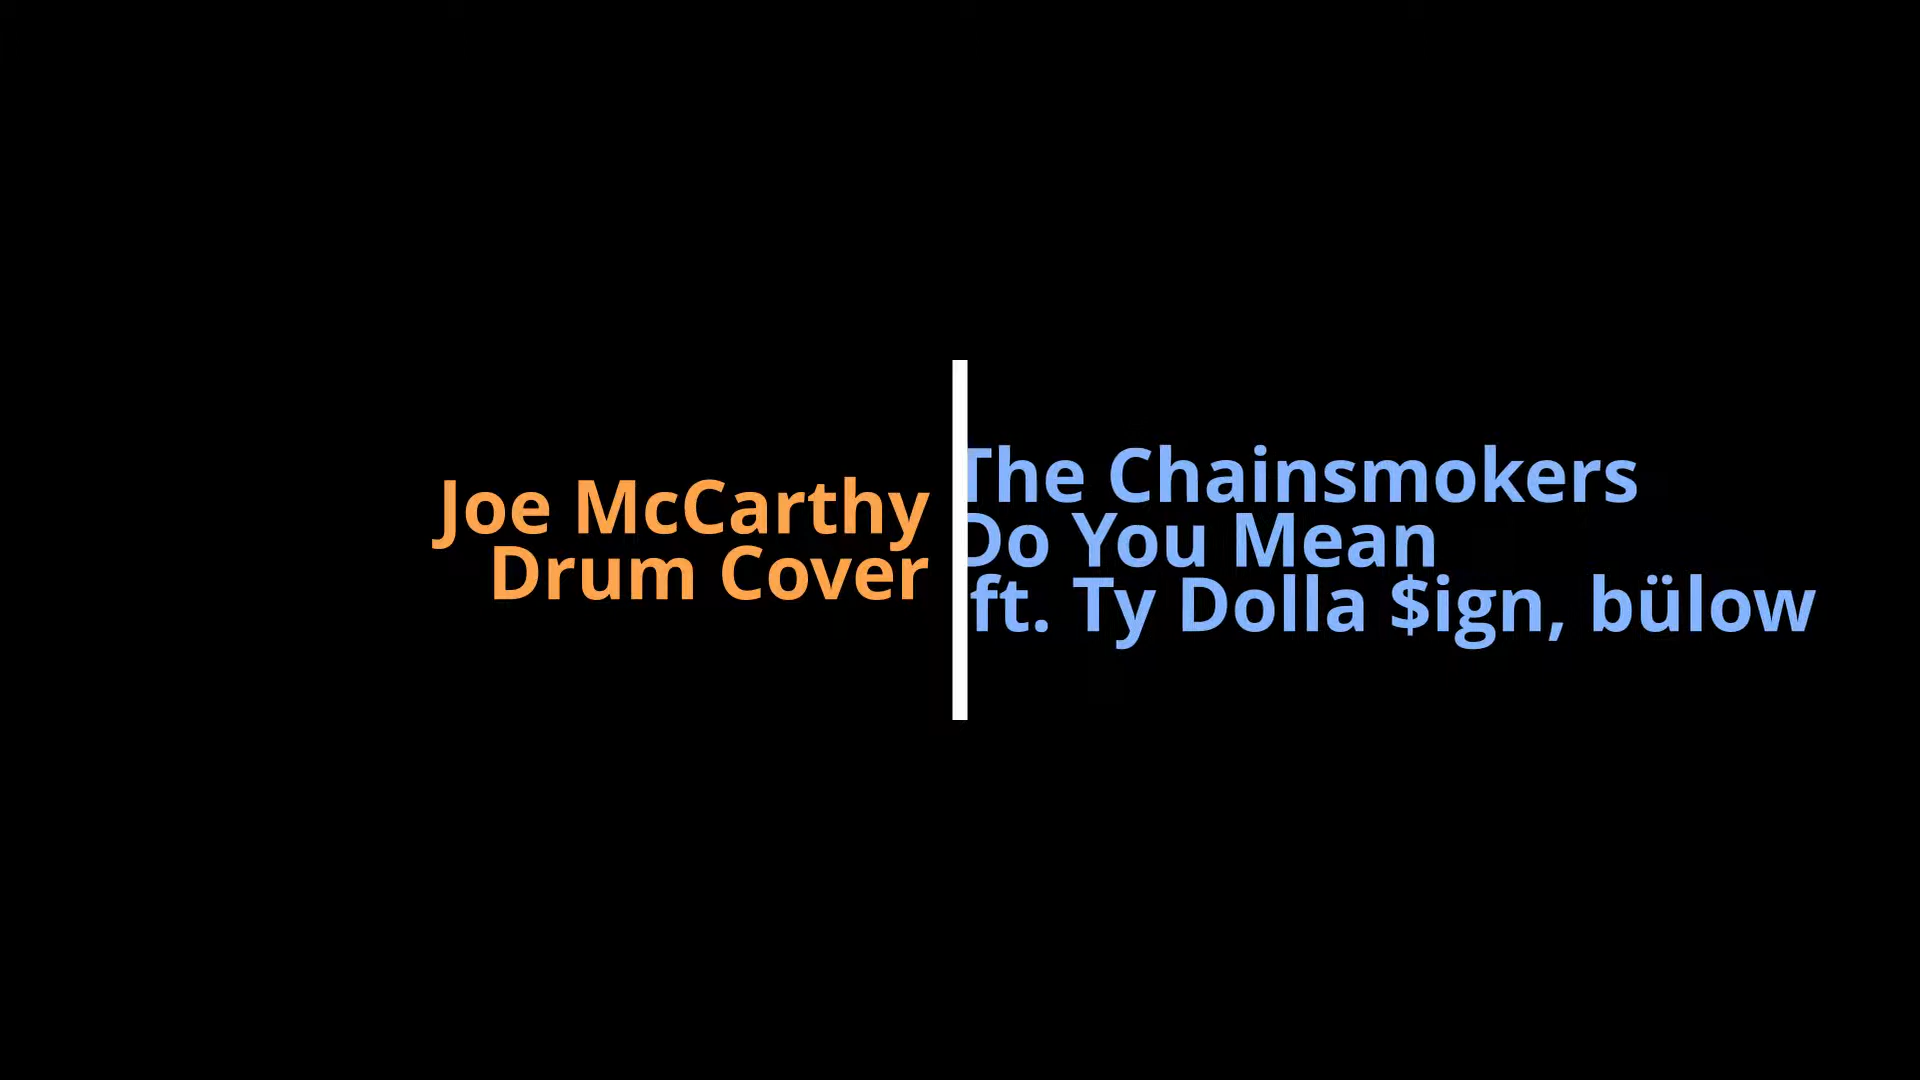 Joe McCarthy
Drum Cover
The Chainsmokers
Do You Mean
ft. Ty Dolla $ign, bülow